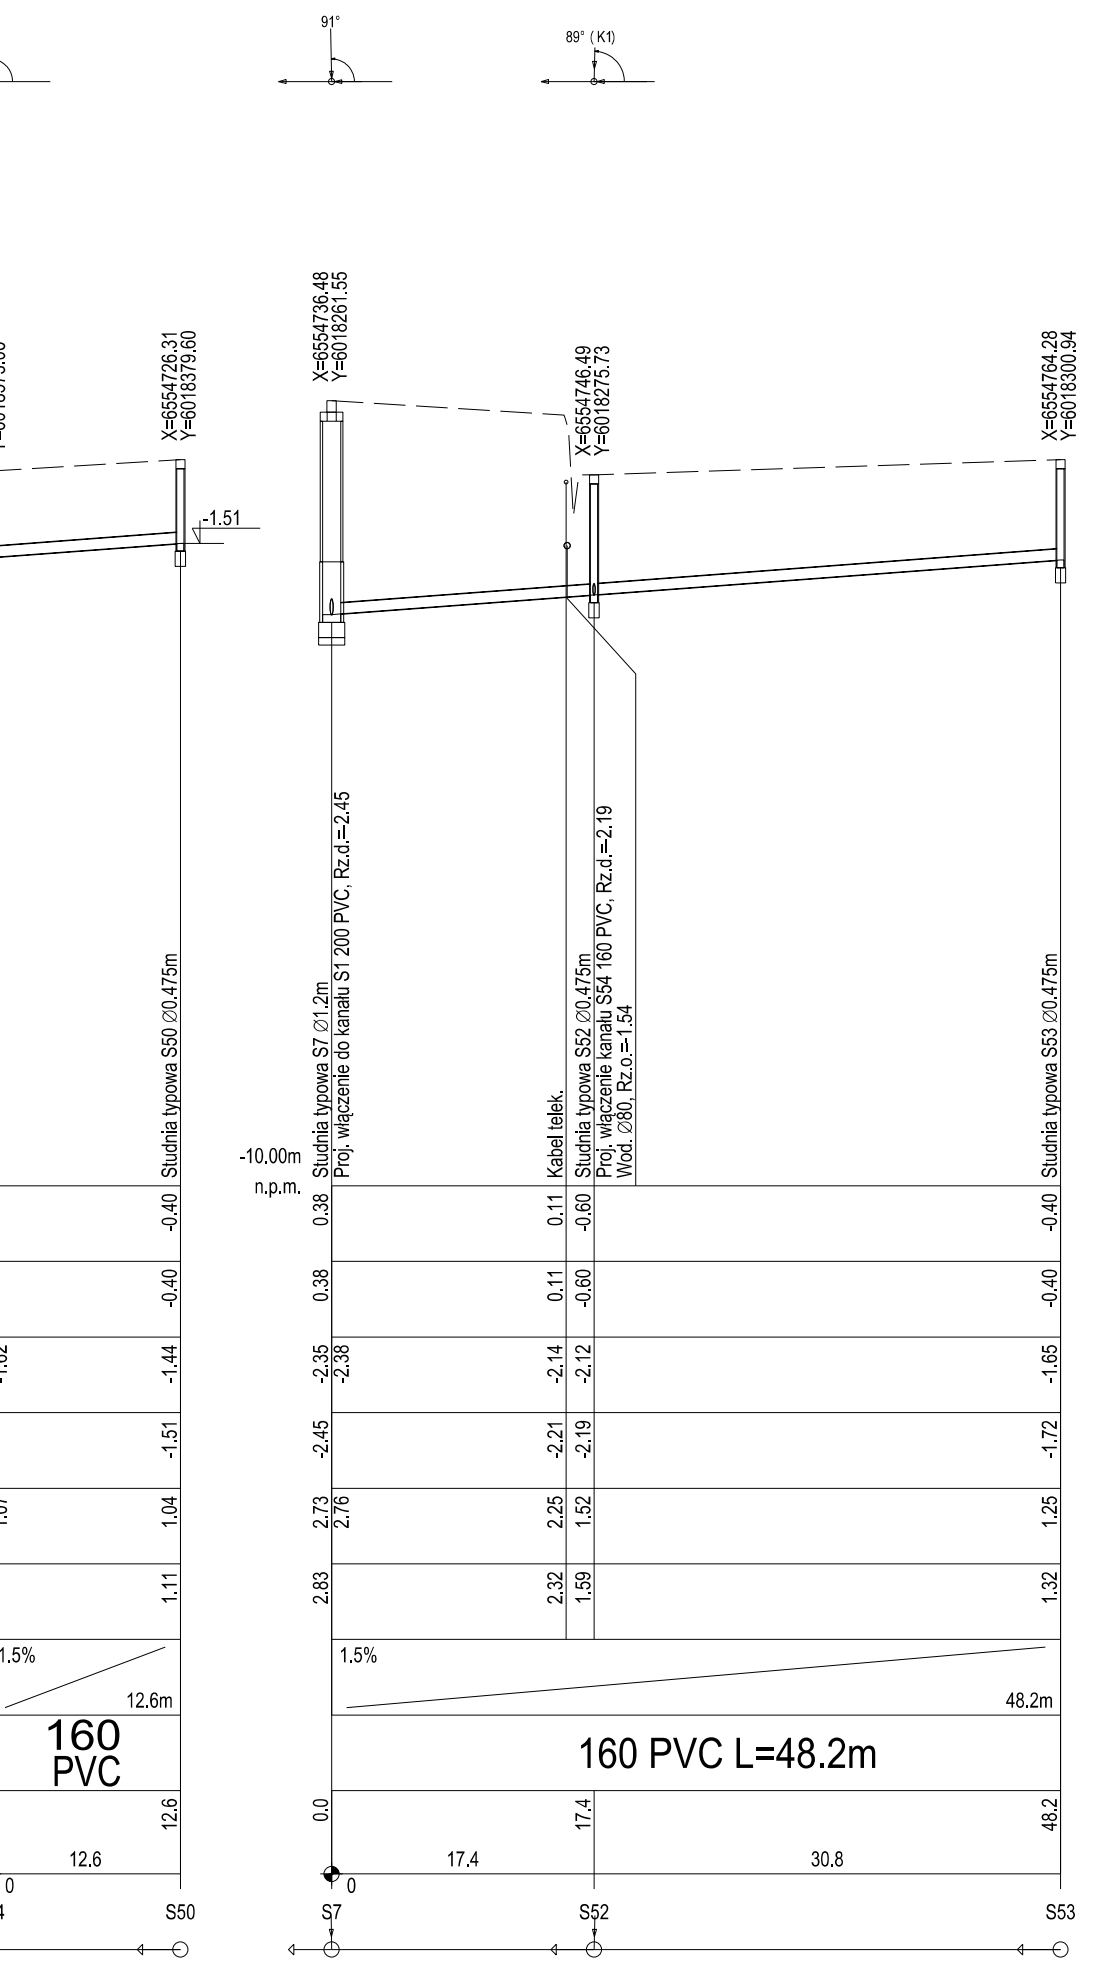 91°
89° (K1)
X=6554726.31
Y=6018379.60
X=6554736.48
Y=6018261.55
X=6554746.49
Y=6018275.73
X=6554764.28
Y=6018300.94
-1.51
Studnia typowa S50 Ø0.475m
Studnia typowa S7 Ø1.2m
Proj. włączenie do kanału S1 200 PVC, Rz.d.=-2.45
Kabel telek.
Studnia typowa S52 Ø0.475m
Proj. włączenie kanału S54 160 PVC, Rz.d.=-2.19
Wod. Ø80, Rz.o.=-1.54
Studnia typowa S53 Ø0.475m
-10.00m
n.p.m.
-0.40 0.38 0.11 -0.60 -0.40
-0.40 0.38 0.11 -0.60 -0.40
-1.44 -2.35 -2.38 -2.14 -2.12 -1.65
-1.51 -2.45 -2.21 -2.19 -1.72
1.04 2.73 2.76 2.25 1.52 1.25
1.11 2.83 2.32 1.59 1.32
1.5% 1.5%
12.6m 48.2m
160
PVC
160 PVC L=48.2m
12.6 0.0 17.4 48.2
12.6 17.4 30.8
0 0
S50 S7 S52 S53